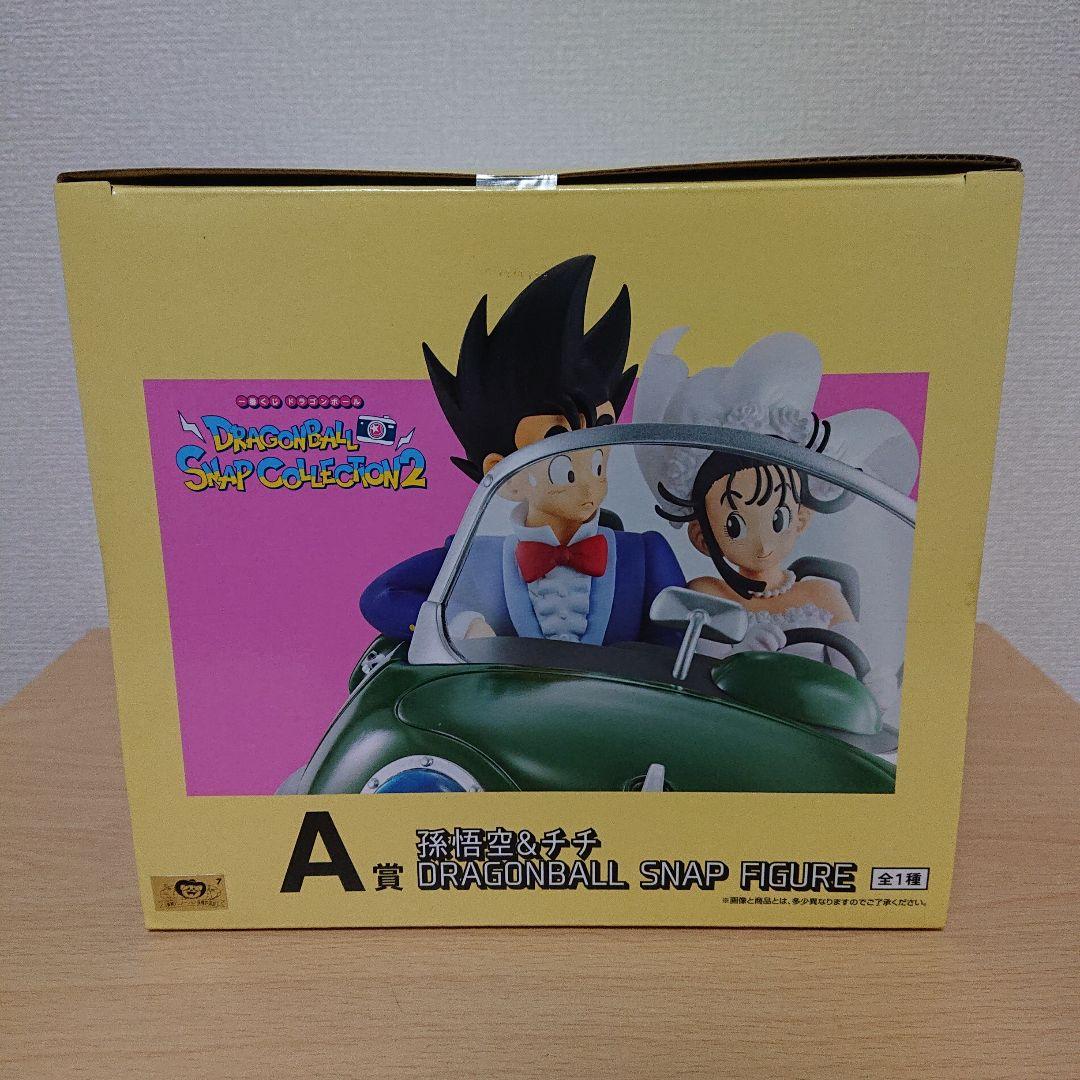 一番くじ ドラゴンボール
DRAGONBALL
SNAP COLLECTION2
A賞
孫悟空&チチ
DRAGONBALL SNAP FIGURE
全1種
※画像と商品とは、多少異なりますのでご了承ください。
7